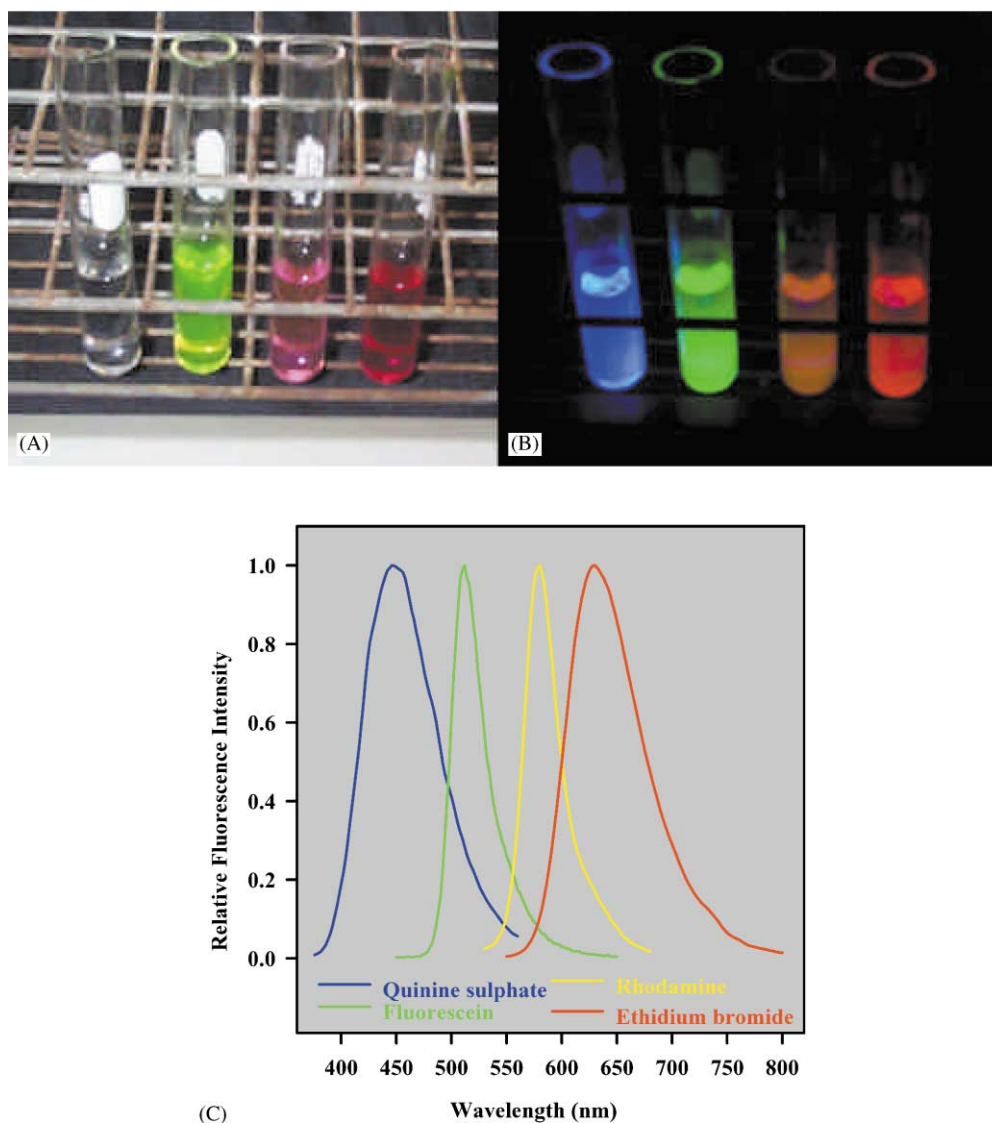 (A)
(B)
1.0
0.8
0.6
0.4
0.2
0.0
Relative Fluorescence Intensity
Quinine sulphate
Fluorescein
Rhodamine
Ethidium bromide
400 450 500 550 600 650 700 750 800
Wavelength (nm)
(C)